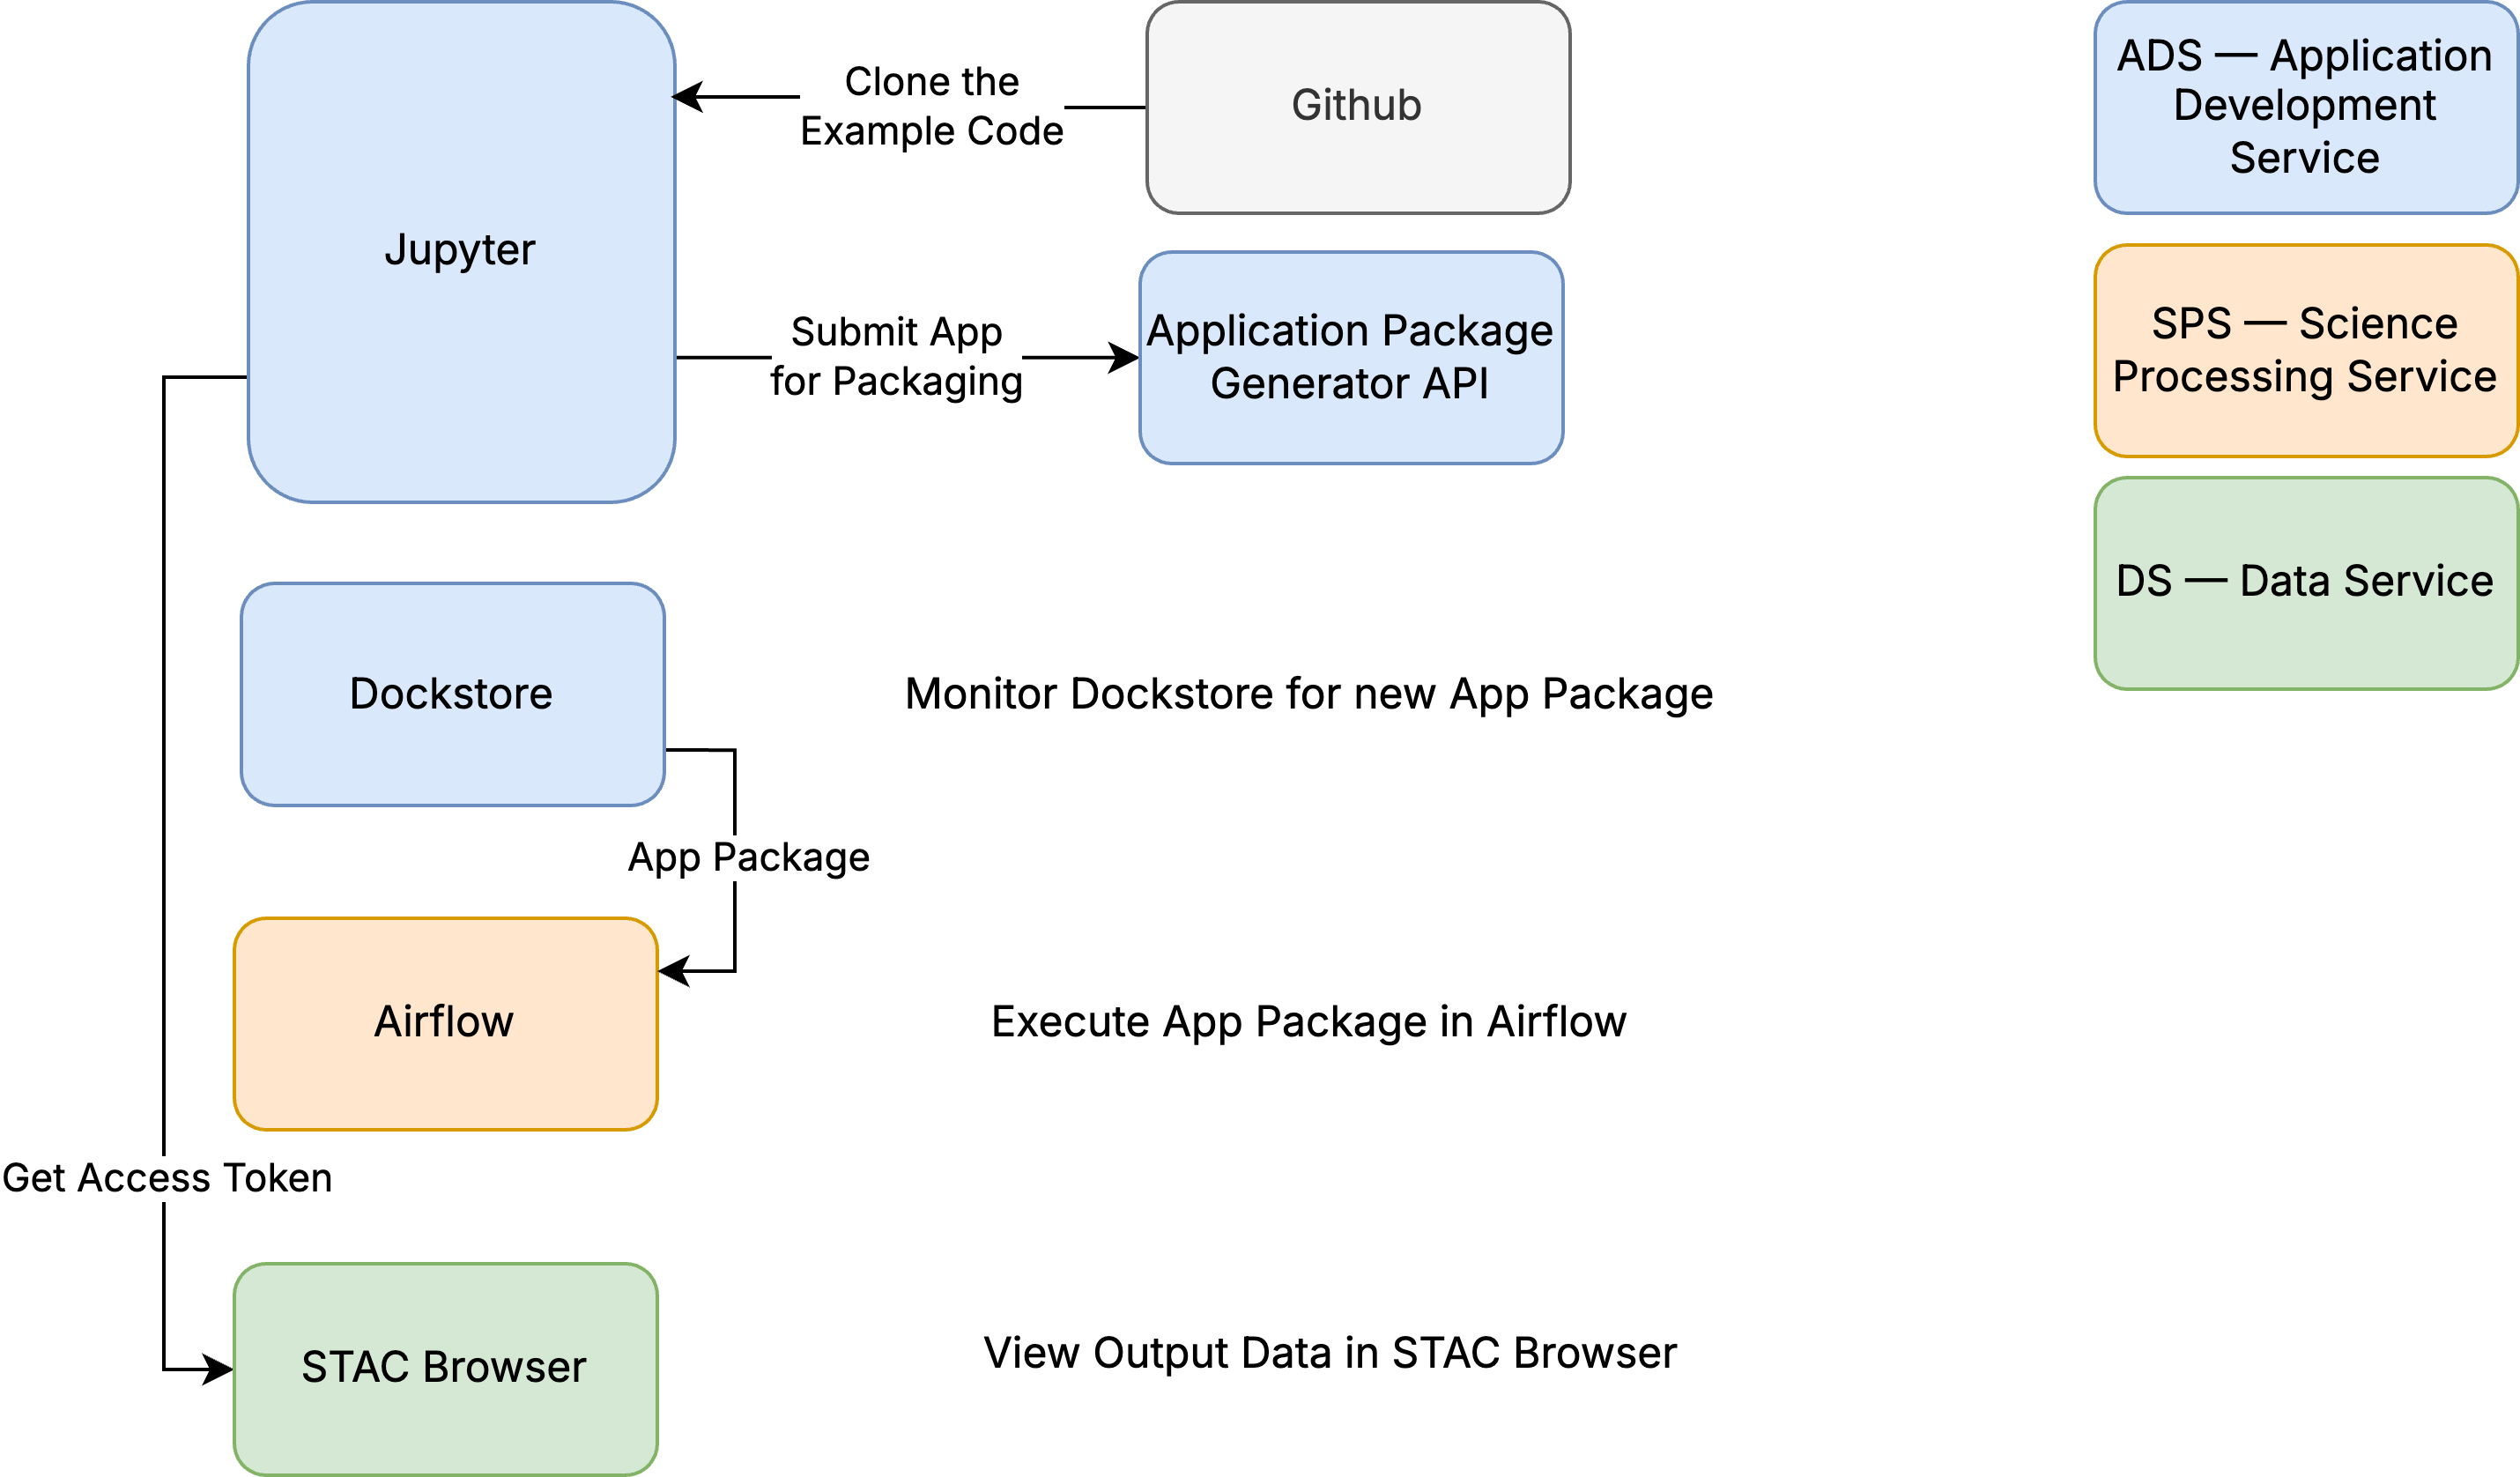 Jupyter
Clone the
Example Code
Github
Submit App
for Packaging
Application Package
Generator API
ADS — Application
Development
Service
SPS — Science
Processing Service
DS — Data Service
Dockstore
Monitor Dockstore for new App Package
App Package
Airflow
Execute App Package in Airflow
Get Access Token
STAC Browser
View Output Data in STAC Browser